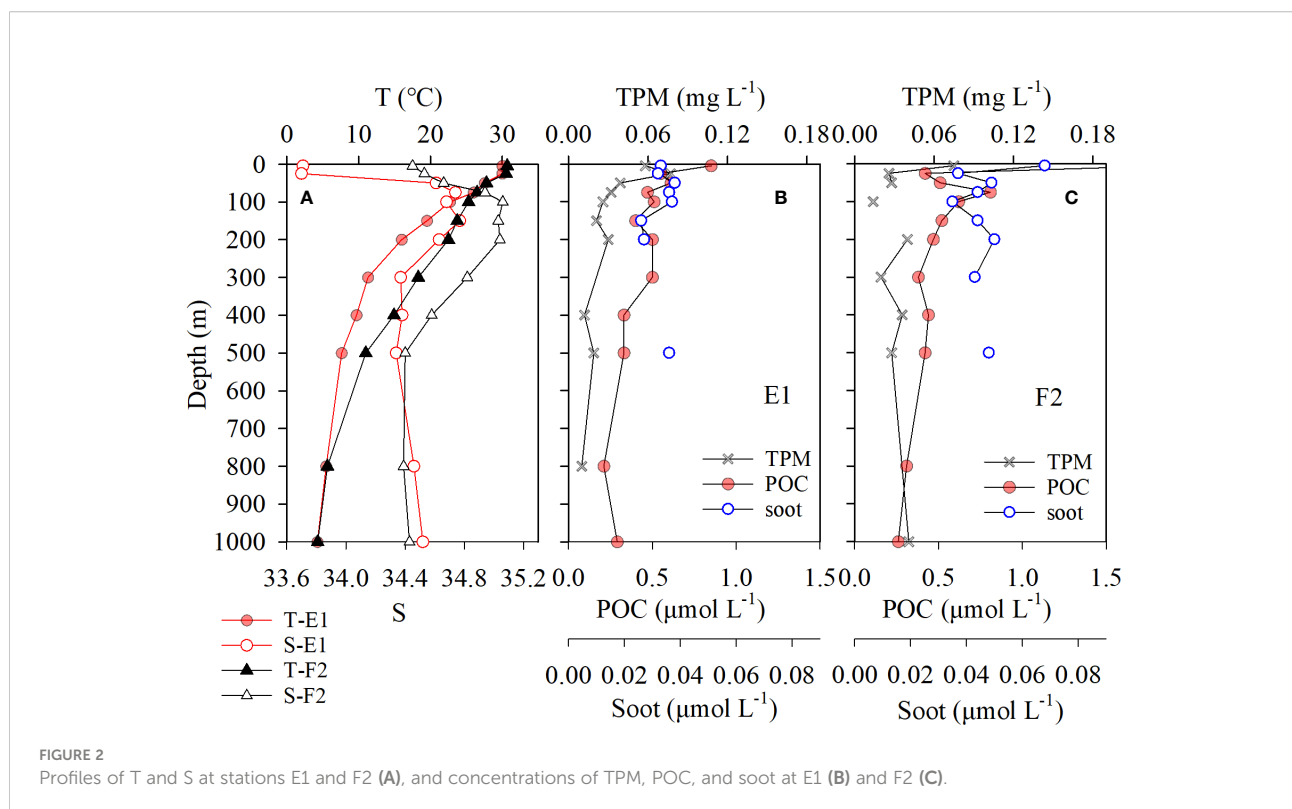 T (°C)
0 10 20 30
TPM (mg L⁻¹)
0.00 0.06 0.12 0.18
TPM (mg L⁻¹)
0.00 0.06 0.12 0.18
Depth (m)
0
100
200
300
400
500
600
700
800
900
1000
A
B
C
E1
F2
TPM
POC
soot
TPM
POC
soot
33.6 34.0 34.4 34.8 35.2
S
0.0 0.5 1.0 1.5
POC (μmol L⁻¹)
0.0 0.5 1.0 1.5
POC (μmol L⁻¹)
T-E1
S-E1
T-F2
S-F2
0.00 0.02 0.04 0.06 0.08
Soot (μmol L⁻¹)
0.00 0.02 0.04 0.06 0.08
Soot (μmol L⁻¹)
FIGURE 2
Profiles of T and S at stations E1 and F2 (A), and concentrations of TPM, POC, and soot at E1 (B) and F2 (C).